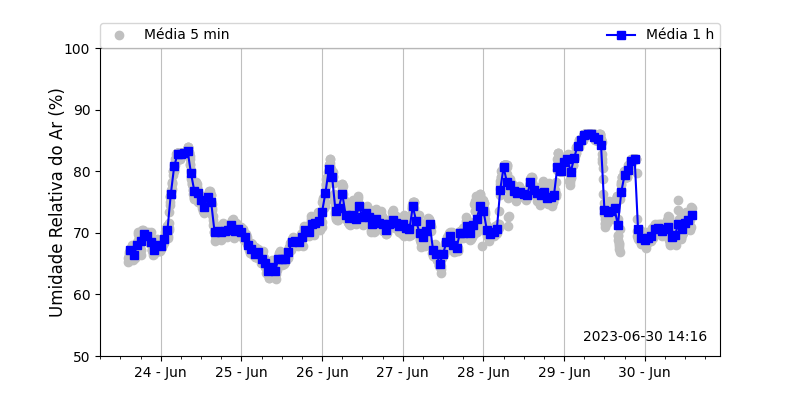 Média 5 min
Média 1 h
Umidade Relativa do Ar (%)
100
90
80
70
60
50
2023-06-30 14:16
24 - Jun
25 - Jun
26 - Jun
27 - Jun
28 - Jun
29 - Jun
30 - Jun